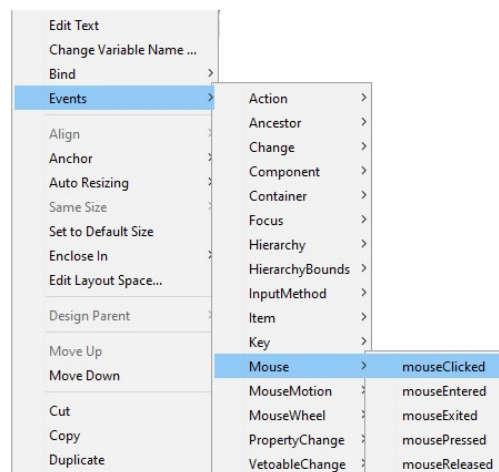 Edit Text
Change Variable Name ...
Bind
Events
Align
Anchor
Auto Resizing
Same Size
Set to Default Size
Enclose In
Edit Layout Space...
Design Parent
Move Up
Move Down
Cut
Copy
Duplicate
Action
Ancestor
Change
Component
Container
Focus
Hierarchy
HierarchyBounds
InputMethod
Item
Key
Mouse
MouseMotion
MouseWheel
PropertyChange
VetoableChange
mouseClicked
mouseEntered
mouseExited
mousePressed
mouseReleased